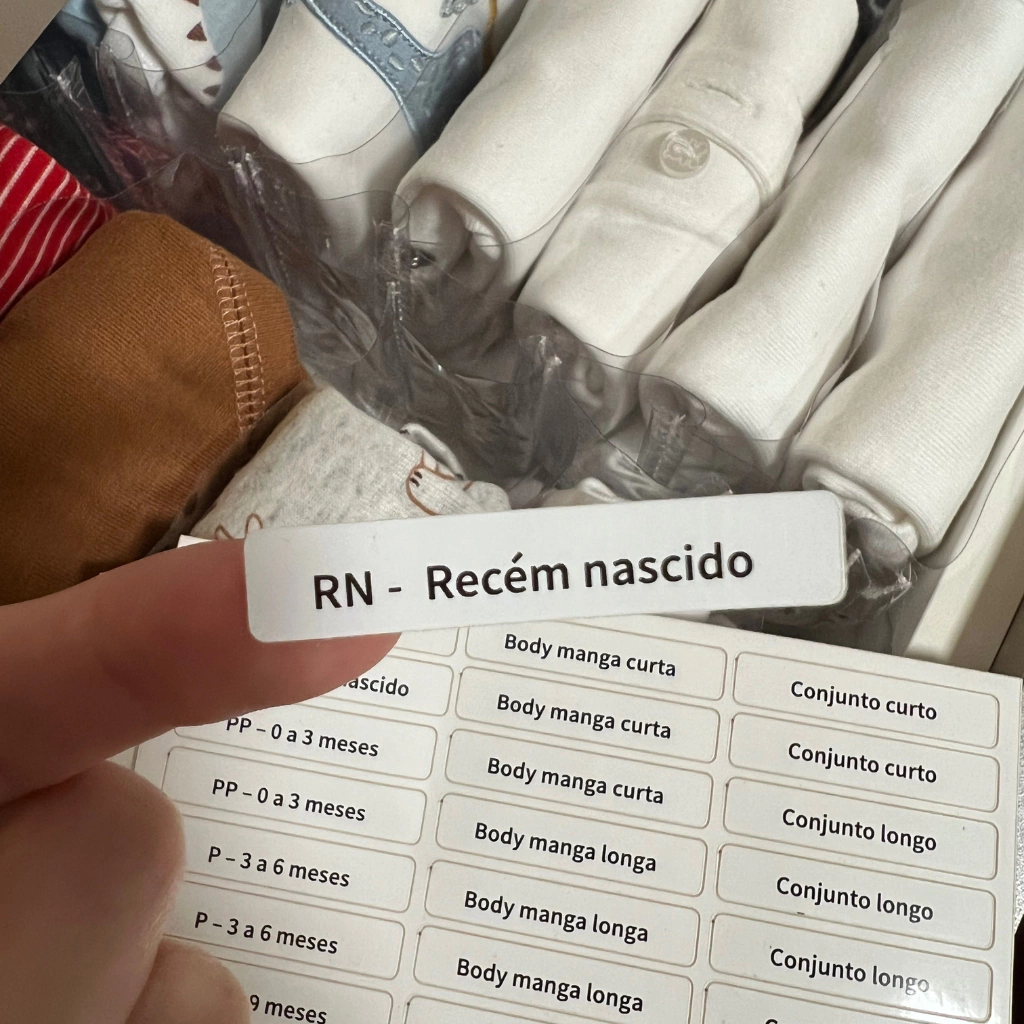 RN - Recém nascido
nascido
PP – 0 a 3 meses
PP – 0 a 3 meses
P – 3 a 6 meses
P – 3 a 6 meses
9 meses
Body manga curta
Body manga curta
Body manga curta
Body manga longa
Body manga longa
Body manga longa
Conjunto curto
Conjunto curto
Conjunto longo
Conjunto longo
Conjunto longo